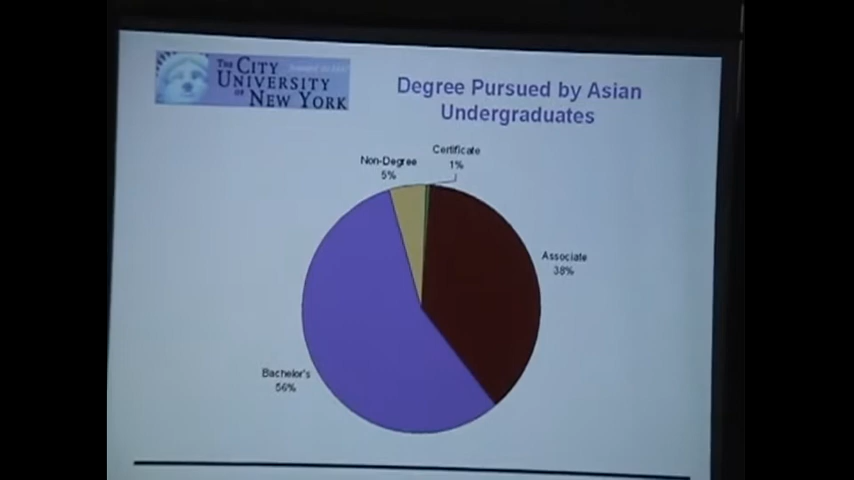 THE CITY
UNIVERSITY
OF NEW YORK
Degree Pursued by Asian
Undergraduates
Certificate
1%
Non-Degree
5%
Associate
38%
Bachelor's
56%